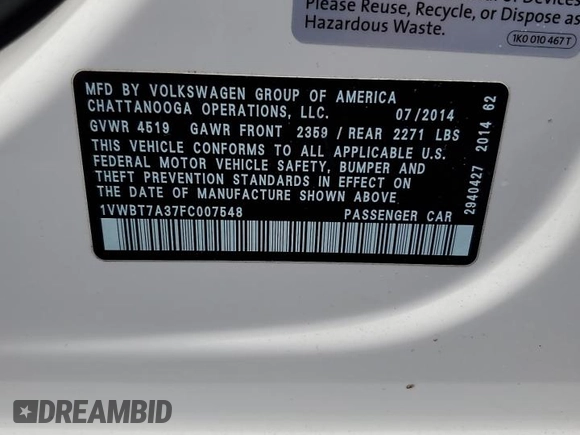 Please Reuse, Recycle, or Dispose as
Hazardous Waste.
1K0 010 467 T
MFD BY VOLKSWAGEN GROUP OF AMERICA
CHATTANOOGA OPERATIONS, LLC. 07/2014
GVWR 4519 GAWR FRONT 2359 / REAR 2271 LBS
THIS VEHICLE CONFORMS TO ALL APPLICABLE U.S.
FEDERAL MOTOR VEHICLE SAFETY, BUMPER AND
THEFT PREVENTION STANDARDS IN EFFECT ON
THE DATE OF MANUFACTURE SHOWN ABOVE
1VWBT7A37FC007548 PASSENGER CAR
2940427 2014 82
DREAMBID